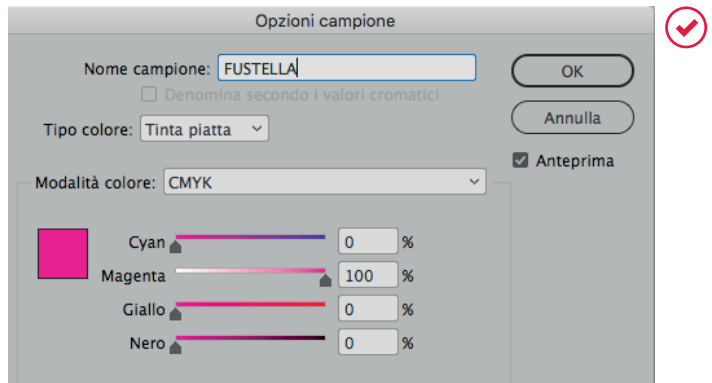 Opzioni campione
Nome campione: FUSTELLA
OK
Denomina secondo i valori cromatici
Annulla
Tipo colore: Tinta piatta
Anteprima
Modalità colore: CMYK
Cyan 0 %
Magenta 100 %
Giallo 0 %
Nero 0 %